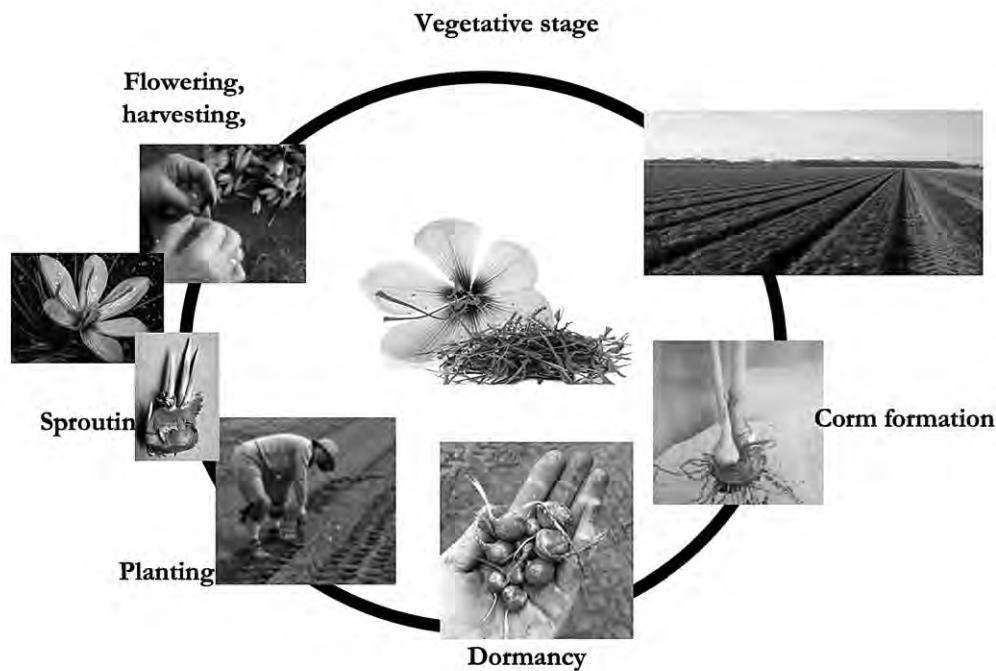 Vegetative stage
Flowering,
harvesting,
Corm formation
Sproutin
Planting
Dormancy